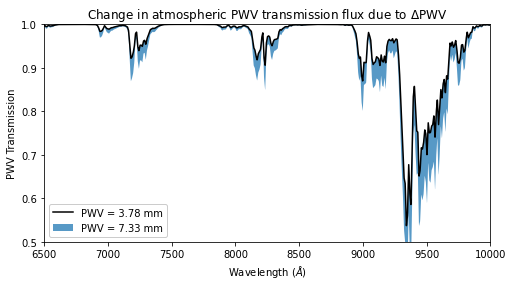 Change in atmospheric PWV transmission flux due to ΔPWV
1.0
0.9
0.8
0.7
0.6
0.5
PWV Transmission
PWV = 3.78 mm
PWV = 7.33 mm
6500 7000 7500 8000 8500 9000 9500 10000
Wavelength (Å)